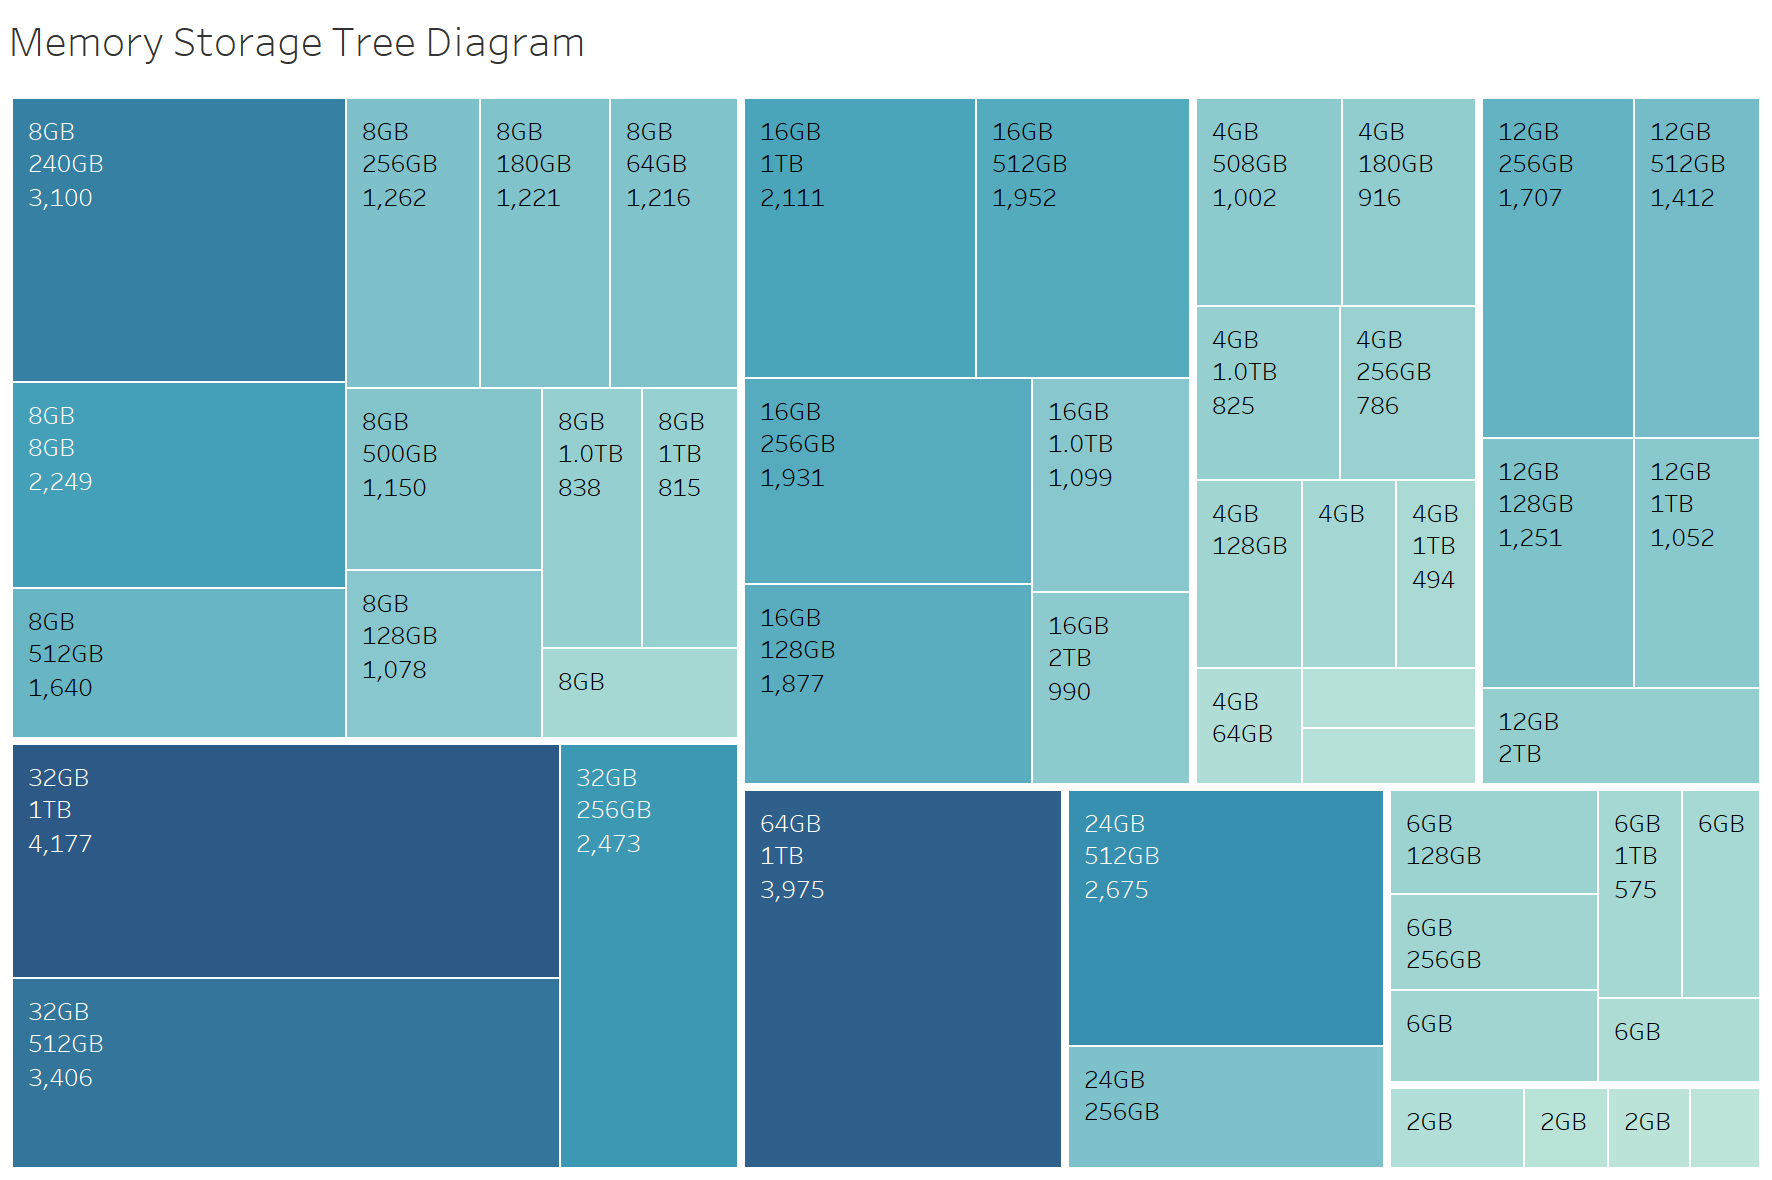 Memory Storage Tree Diagram
8GB
240GB
3,100
8GB
8GB
2,249
8GB
512GB
1,640
8GB
256GB
1,262
8GB
180GB
1,221
8GB
64GB
1,216
8GB
500GB
1,150
8GB
128GB
1,078
8GB
1.0TB
838
8GB
1TB
815
8GB
32GB
1TB
4,177
32GB
512GB
3,406
32GB
256GB
2,473
16GB
1TB
2,111
16GB
512GB
1,952
16GB
256GB
1,931
16GB
128GB
1,877
16GB
1.0TB
1,099
16GB
2TB
990
4GB
508GB
1,002
4GB
180GB
916
4GB
1.0TB
825
4GB
256GB
786
4GB
128GB
4GB
4GB
1TB
494
4GB
64GB
12GB
256GB
1,707
12GB
512GB
1,412
12GB
128GB
1,251
12GB
1TB
1,052
12GB
2TB
64GB
1TB
3,975
24GB
512GB
2,675
24GB
256GB
6GB
128GB
6GB
256GB
6GB
6GB
1TB
575
6GB
6GB
2GB
2GB
2GB